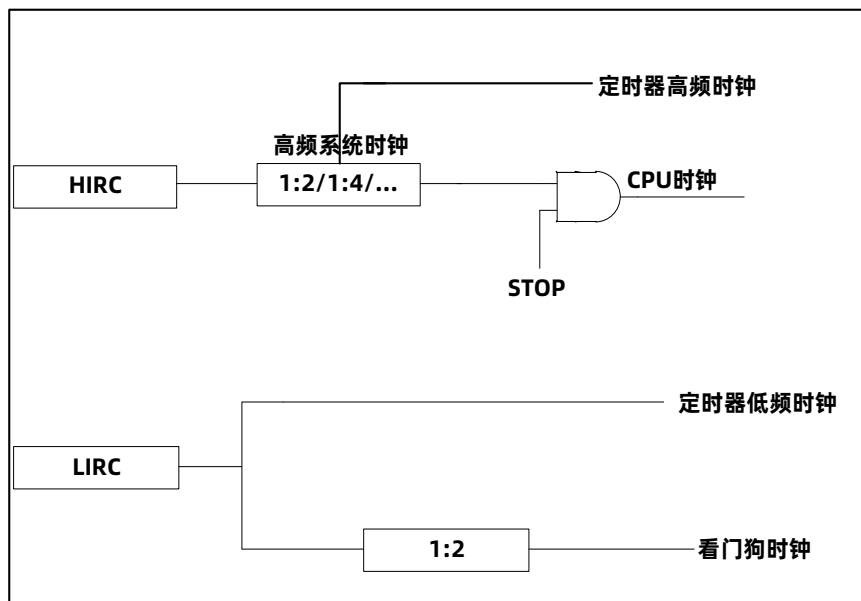 定时器高频时钟
高频系统时钟
HIRC
1:2/1:4/...
CPU时钟
STOP
定时器低频时钟
LIRC
1:2
看门狗时钟